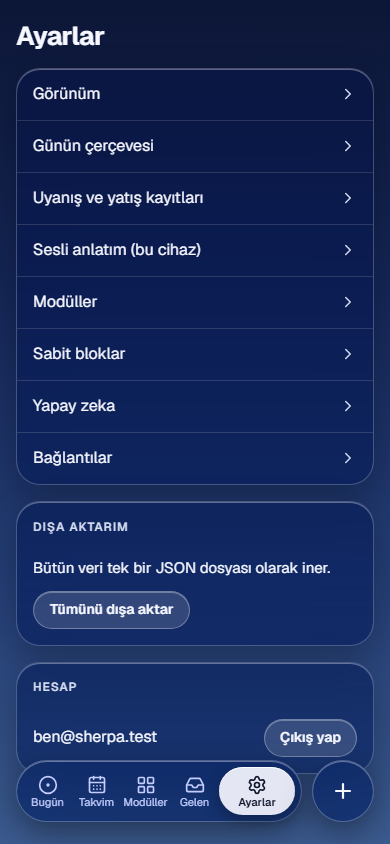 Ayarlar
Görünüm
Günün çerçevesi
Uyanış ve yatış kayıtları
Sesli anlatım (bu cihaz)
Modüller
Sabit bloklar
Yapay zeka
Bağlantılar
DIŞA AKTARIM
Bütün veri tek bir JSON dosyası olarak iner.
Tümünü dışa aktar
HESAP
ben@sherpa.test
Çıkış yap
Bugün
Takvim
Modüller
Gelen
Ayarlar